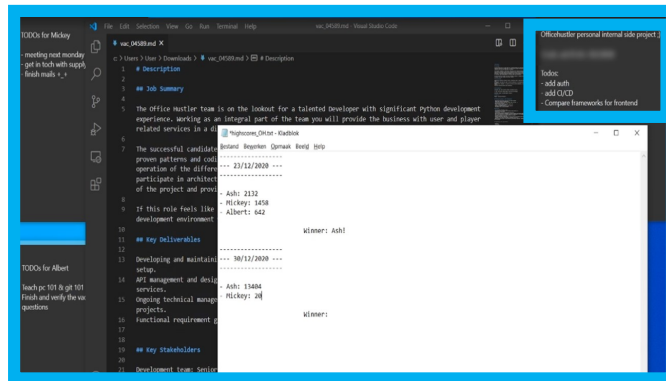 TODOs for Mickey
- meeting next monday
- get in toch with supply
- finish mails +_+
TODOs for Albert
Teach pc 101 & git 101
Finish and verify the vac
questions
File Edit Selection View Go Run Terminal Help
vac_04589.md - Visual Studio Code
vac_04589.md
c: > Users > User > Downloads > vac_04589.md > # Description
1 # Description
2
3 ## Job Summary
4
5 The Office Hustler team is on the lookout for a talented Developer with significant Python development
experience. Working as an integral part of the team you will provide the business with user and player
related services in a di
6
7 The successful candidate
proven patterns and codi
operation of the differe
participate in architect
of the project and provi
8
9 If this role feels like
development environment
10
11 ## Key Deliverables
12
13 Developing and maintaini
setup.
14 API management and desig
services.
15 Ongoing technical manage
projects.
16 Functional requirement g
17
18
19 ## Key Stakeholders
20
21 Development team: Senior
*highscores_OH.txt - Kladblok
Bestand Bewerken Opmaak Beeld Help
------------------
--- 23/12/2020 ---
------------------
- Ash: 2132
- Mickey: 1458
- Albert: 642
Winner: Ash!
------------------
--- 30/12/2020 ---
------------------
- Ash: 13404
- Mickey: 20
Winner:
Officehustler personal internal side project ;)
Todos:
- add auth
- add CI/CD
- Compare frameworks for frontend